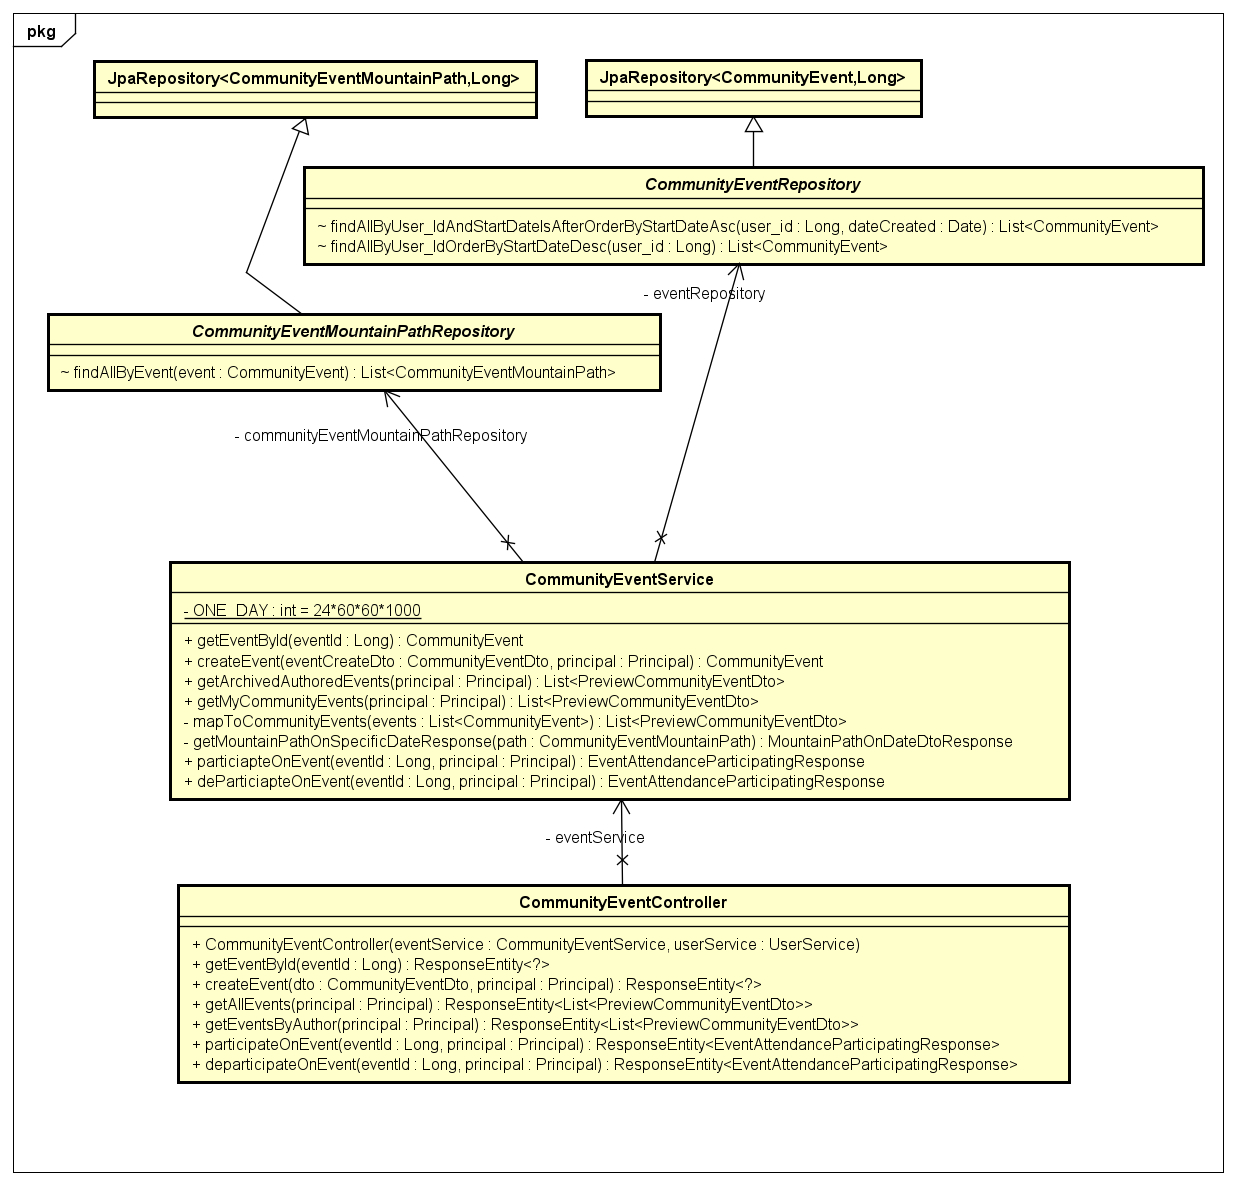 pkg
JpaRepository<CommunityEventMountainPath,Long>
JpaRepository<CommunityEvent,Long>
CommunityEventRepository
~ findAllByUser_IdAndStartDateIsAfterOrderByStartDateAsc(user_id : Long, dateCreated : Date) : List<CommunityEvent>
~ findAllByUser_IdOrderByStartDateDesc(user_id : Long) : List<CommunityEvent>
- eventRepository
CommunityEventMountainPathRepository
~ findAllByEvent(event : CommunityEvent) : List<CommunityEventMountainPath>
- communityEventMountainPathRepository
CommunityEventService
- ONE_DAY : int = 24*60*60*1000
+ getEventById(eventId : Long) : CommunityEvent
+ createEvent(eventCreateDto : CommunityEventDto, principal : Principal) : CommunityEvent
+ getArchivedAuthoredEvents(principal : Principal) : List<PreviewCommunityEventDto>
+ getMyCommunityEvents(principal : Principal) : List<PreviewCommunityEventDto>
- mapToCommunityEvents(events : List<CommunityEvent>) : List<PreviewCommunityEventDto>
- getMountainPathOnSpecificDateResponse(path : CommunityEventMountainPath) : MountainPathOnDateDtoResponse
+ particiapteOnEvent(eventId : Long, principal : Principal) : EventAttendanceParticipatingResponse
+ deParticiapteOnEvent(eventId : Long, principal : Principal) : EventAttendanceParticipatingResponse
- eventService
CommunityEventController
+ CommunityEventController(eventService : CommunityEventService, userService : UserService)
+ getEventById(eventId : Long) : ResponseEntity<?>
+ createEvent(dto : CommunityEventDto, principal : Principal) : ResponseEntity<?>
+ getAllEvents(principal : Principal) : ResponseEntity<List<PreviewCommunityEventDto>>
+ getEventsByAuthor(principal : Principal) : ResponseEntity<List<PreviewCommunityEventDto>>
+ participateOnEvent(eventId : Long, principal : Principal) : ResponseEntity<EventAttendanceParticipatingResponse>
+ departicipateOnEvent(eventId : Long, principal : Principal) : ResponseEntity<EventAttendanceParticipatingResponse>